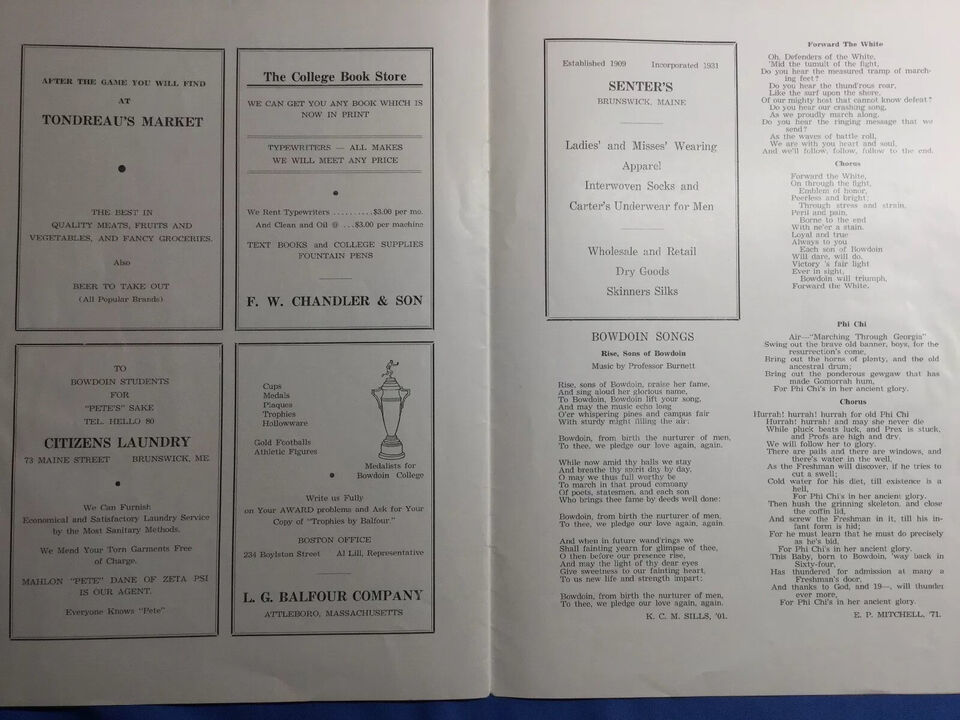 AFTER THE GAME YOU WILL FIND
AT
TONDREAU'S MARKET
THE BEST IN
QUALITY MEATS, FRUITS AND
VEGETABLES, AND FANCY GROCERIES.
Also
BEER TO TAKE OUT
(All Popular Brands)
The College Book Store
WE CAN GET YOU ANY BOOK WHICH IS
NOW IN PRINT
TYPEWRITERS — ALL MAKES
WE WILL MEET ANY PRICE
We Rent Typewriters ..........$3.00 per mo.
And Clean and Oil @ ...$3.00 per machine
TEXT BOOKS and COLLEGE SUPPLIES
FOUNTAIN PENS
F. W. CHANDLER & SON
TO
BOWDOIN STUDENTS
FOR
"PETE'S" SAKE
TEL. HELLO 80
CITIZENS LAUNDRY
73 MAINE STREET BRUNSWICK, ME
We Can Furnish
Economical and Satisfactory Laundry Service
by the Most Sanitary Methods.
We Mend Your Torn Garments Free
of Charge.
MAHLON "PETE" DANE OF ZETA PSI
IS OUR AGENT.
Everyone Knows "Pete"
Cups
Medals
Plaques
Trophies
Hollowware
Gold Footballs
Athletic Figures
Medalists for
Bowdoin College
Write us Fully
on Your AWARD problems and Ask for Your
Copy of "Trophies by Balfour."
BOSTON OFFICE
234 Boylston Street Al Lill, Representative
L. G. BALFOUR COMPANY
ATTLEBORO, MASSACHUSETTS
Established 1909 Incorporated 1931
SENTER'S
BRUNSWICK, MAINE
Ladies' and Misses' Wearing
Apparel
Interwoven Socks and
Carter's Underwear for Men
Wholesale and Retail
Dry Goods
Skinners Silks
BOWDOIN SONGS
Rise, Sons of Bowdoin
Music by Professor Burnett
Rise, sons of Bowdoin, praise her fame,
And sing aloud her glorious name,
To Bowdoin, Bowdoin lift your song,
And may the music echo long
O'er whispering pines and campus fair
With sturdy might filling the air:
Bowdoin, from birth the nurturer of men,
To thee, we pledge our love again, again.
While now amid thy halls we stay
And breathe thy spirit day by day,
O may we thus full worthy be
To march in that proud company
Of poets, statesmen, and each son
Who brings thee fame by deeds well done:
Bowdoin, from birth the nurturer of men,
To thee, we pledge our love again, again.
And when in future wand'rings we
Shall fainting yearn for glimpse of thee,
O then before our presence rise,
And may the light of thy dear eyes
Give sweetness to our fainting heart,
To us new life and strength impart:
Bowdoin, from birth the nurturer of men,
To thee, we pledge our love again, again.
K. C. M. SILLS, '01.
Forward The White
Oh, Defenders of the White,
'Mid the tumult of the fight,
Do you hear the measured tramp of march-
ing feet?
Do you hear the thund'rous roar,
Like the surf upon the shore,
Of our mighty host that cannot know defeat?
Do you hear our crashing song,
As we proudly march along,
Do you hear the ringing message that we
send?
As the waves of battle roll,
We are with you heart and soul,
And we'll follow, follow, follow to the end.
Chorus
Forward the White,
On through the fight,
Emblem of honor,
Peerless and bright;
Through stress and strain,
Peril and pain,
Borne to the end
With ne'er a stain.
Loyal and true
Always to you
Each son of Bowdoin
Will dare, will do.
Victory 's fair light
Ever in sight,
Bowdoin will triumph,
Forward the White.
Phi Chi
Air—"Marching Through Georgia"
Swing out the brave old banner, boys, for the
resurrection's come,
Bring out the horns of plenty, and the old
ancestral drum;
Bring out the ponderous gewgaw that has
made Gomorrah hum,
For Phi Chi's in her ancient glory.
Chorus
Hurrah! hurrah! hurrah for old Phi Chi
Hurrah! hurrah! and may she never die
While pluck beats luck, and Prex is stuck,
and Profs are high and dry.
We will follow her to glory.
There are pails and there are windows, and
there's water in the well,
As the Freshman will discover, if he tries to
cut a swell;
Cold water for his diet, till existence is a
hell,
For Phi Chi's in her ancient glory.
Then hush the grinning skeleton, and close
the coffin lid,
And screw the Freshman in it, till his in-
fant form is hid;
For he must learn that he must do precisely
as he's bid,
For Phi Chi's in her ancient glory.
This Baby, born to Bowdoin, 'way back in
Sixty-four,
Has thundered for admission at many a
Freshman's door,
And thanks to God, and 19—, will thunder
ever more,
For Phi Chi's in her ancient glory.
E. P. MITCHELL, '71.